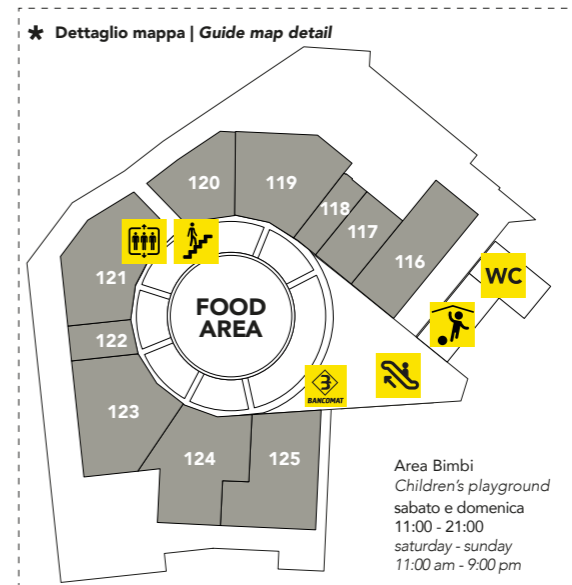 * Dettaglio mappa | Guide map detail
120
119
118
117
116
121
122
123
124
125
FOOD
AREA
WC
BANCOMAT
Area Bimbi
Children's playground
sabato e domenica
11:00 - 21:00
saturday - sunday
11:00 am - 9:00 pm